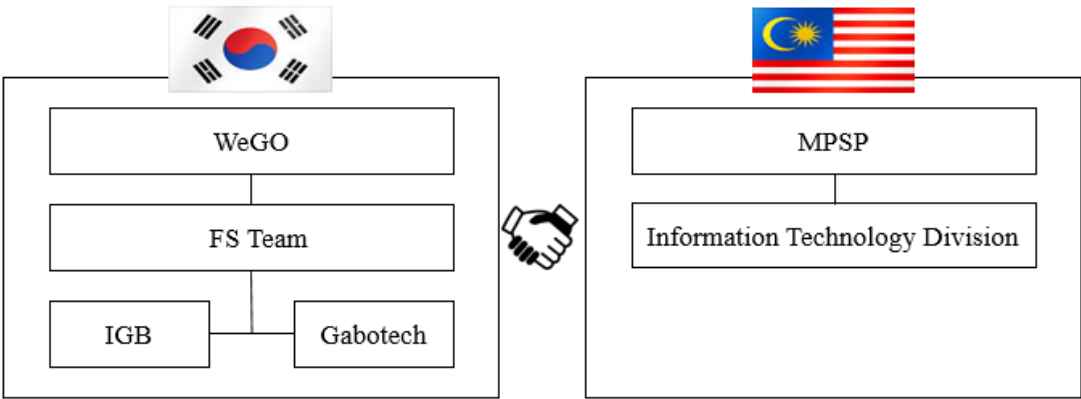 WeGO
FS Team
IGB
Gabotech
MPSP
Information Technology Division